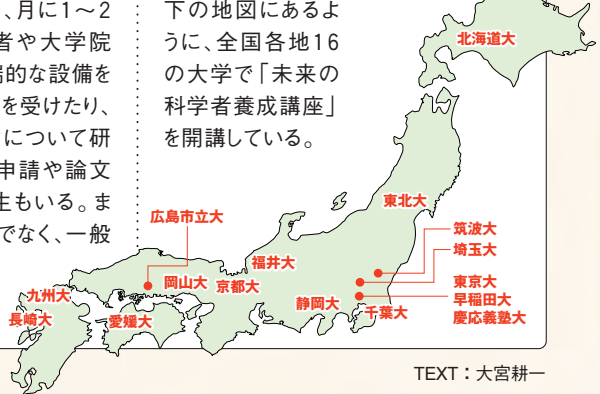 、月に1～2
者や大学院
的な設備を
を受けたり、
について研
申請や論文
生もいる。ま
でなく、一般
下の地図にあるよ
うに、全国各地16
の大学で「未来の
科学者養成講座」
を開講している。
北海道大
東北大
筑波大
埼玉大
東京大
早稲田大
慶応義塾大
千葉大
静岡大
福井大
京都大
岡山大
広島市立大
愛媛大
九州大
長崎大
TEXT：大宮耕一